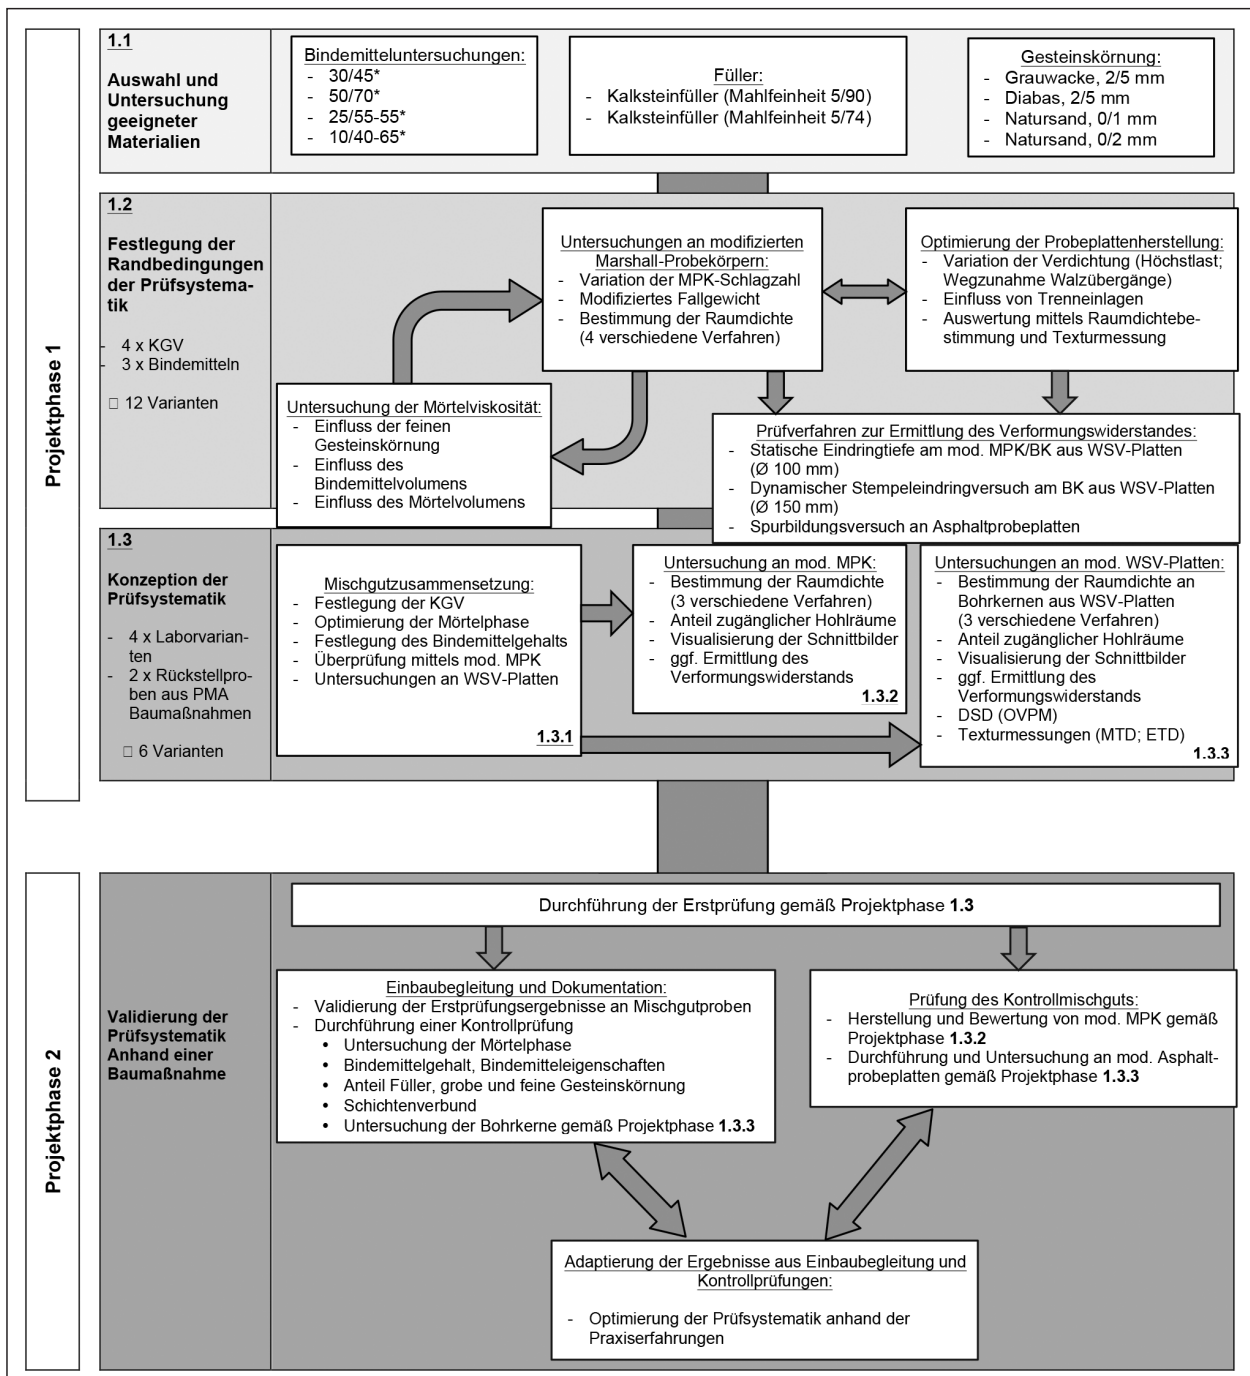 Projektphase 1
1.1
Auswahl und
Untersuchung
geeigneter
Materialien
Bindemitteluntersuchungen:
- 30/45*
- 50/70*
- 25/55-55*
- 10/40-65*
Füller:
- Kalksteinfüller (Mahlfeinheit 5/90)
- Kalksteinfüller (Mahlfeinheit 5/74)
Gesteinskörnung:
- Grauwacke, 2/5 mm
- Diabas, 2/5 mm
- Natursand, 0/1 mm
- Natursand, 0/2 mm
1.2
Festlegung der
Randbedingungen
der Prüfsystema-
tik
- 4 x KGV
- 3 x Bindemitteln
□ 12 Varianten
Untersuchungen an modifizierten
Marshall-Probekörpern:
- Variation der MPK-Schlagzahl
- Modifiziertes Fallgewicht
- Bestimmung der Raumdichte
(4 verschiedene Verfahren)
Optimierung der Probeplattenherstellung:
- Variation der Verdichtung (Höchstlast;
Wegzunahme Walzübergänge)
- Einfluss von Trenneinlagen
- Auswertung mittels Raumdichtebe-
stimmung und Texturmessung
Untersuchung der Mörtelviskosität:
- Einfluss der feinen
Gesteinskörnung
- Einfluss des
Bindemittelvolumens
- Einfluss des Mörtelvolumens
Prüfverfahren zur Ermittlung des Verformungswiderstandes:
- Statische Eindringtiefe am mod. MPK/BK aus WSV-Platten
(Ø 100 mm)
- Dynamischer Stempeleindringversuch am BK aus WSV-Platten
(Ø 150 mm)
- Spurbildungsversuch an Asphaltprobeplatten
1.3
Konzeption der
Prüfsystematik
- 4 x Laborvarian-
ten
- 2 x Rückstellpro-
ben aus PMA
Baumaßnahmen
□ 6 Varianten
Mischgutzusammensetzung:
- Festlegung der KGV
- Optimierung der Mörtelphase
- Festlegung des Bindemittelgehalts
- Überprüfung mittels mod. MPK
- Untersuchungen an WSV-Platten
1.3.1
Untersuchung an mod. MPK:
- Bestimmung der Raumdichte
(3 verschiedene Verfahren)
- Anteil zugänglicher Hohlräume
- Visualisierung der Schnittbilder
- ggf. Ermittlung des
Verformungswiderstands
1.3.2
Untersuchungen an mod. WSV-Platten:
- Bestimmung der Raumdichte an
Bohrkernen aus WSV-Platten
(3 verschiedene Verfahren)
- Anteil zugänglicher Hohlräume
- Visualisierung der Schnittbilder
- ggf. Ermittlung des
Verformungswiderstands
- DSD (OVPM)
- Texturmessungen (MTD; ETD)
1.3.3
Projektphase 2
Validierung der
Prüfsystematik
Anhand einer
Baumaßnahme
Durchführung der Erstprüfung gemäß Projektphase 1.3
Einbaubegleitung und Dokumentation:
- Validierung der Erstprüfungsergebnisse an Mischgutproben
- Durchführung einer Kontrollprüfung
• Untersuchung der Mörtelphase
• Bindemittelgehalt, Bindemitteleigenschaften
• Anteil Füller, grobe und feine Gesteinskörnung
• Schichtenverbund
• Untersuchung der Bohrkerne gemäß Projektphase 1.3.3
Prüfung des Kontrollmischguts:
- Herstellung und Bewertung von mod. MPK gemäß
Projektphase 1.3.2
- Durchführung und Untersuchung an mod. Asphalt-
probeplatten gemäß Projektphase 1.3.3
Adaptierung der Ergebnisse aus Einbaubegleitung und
Kontrollprüfungen:
- Optimierung der Prüfsystematik anhand der
Praxiserfahrungen